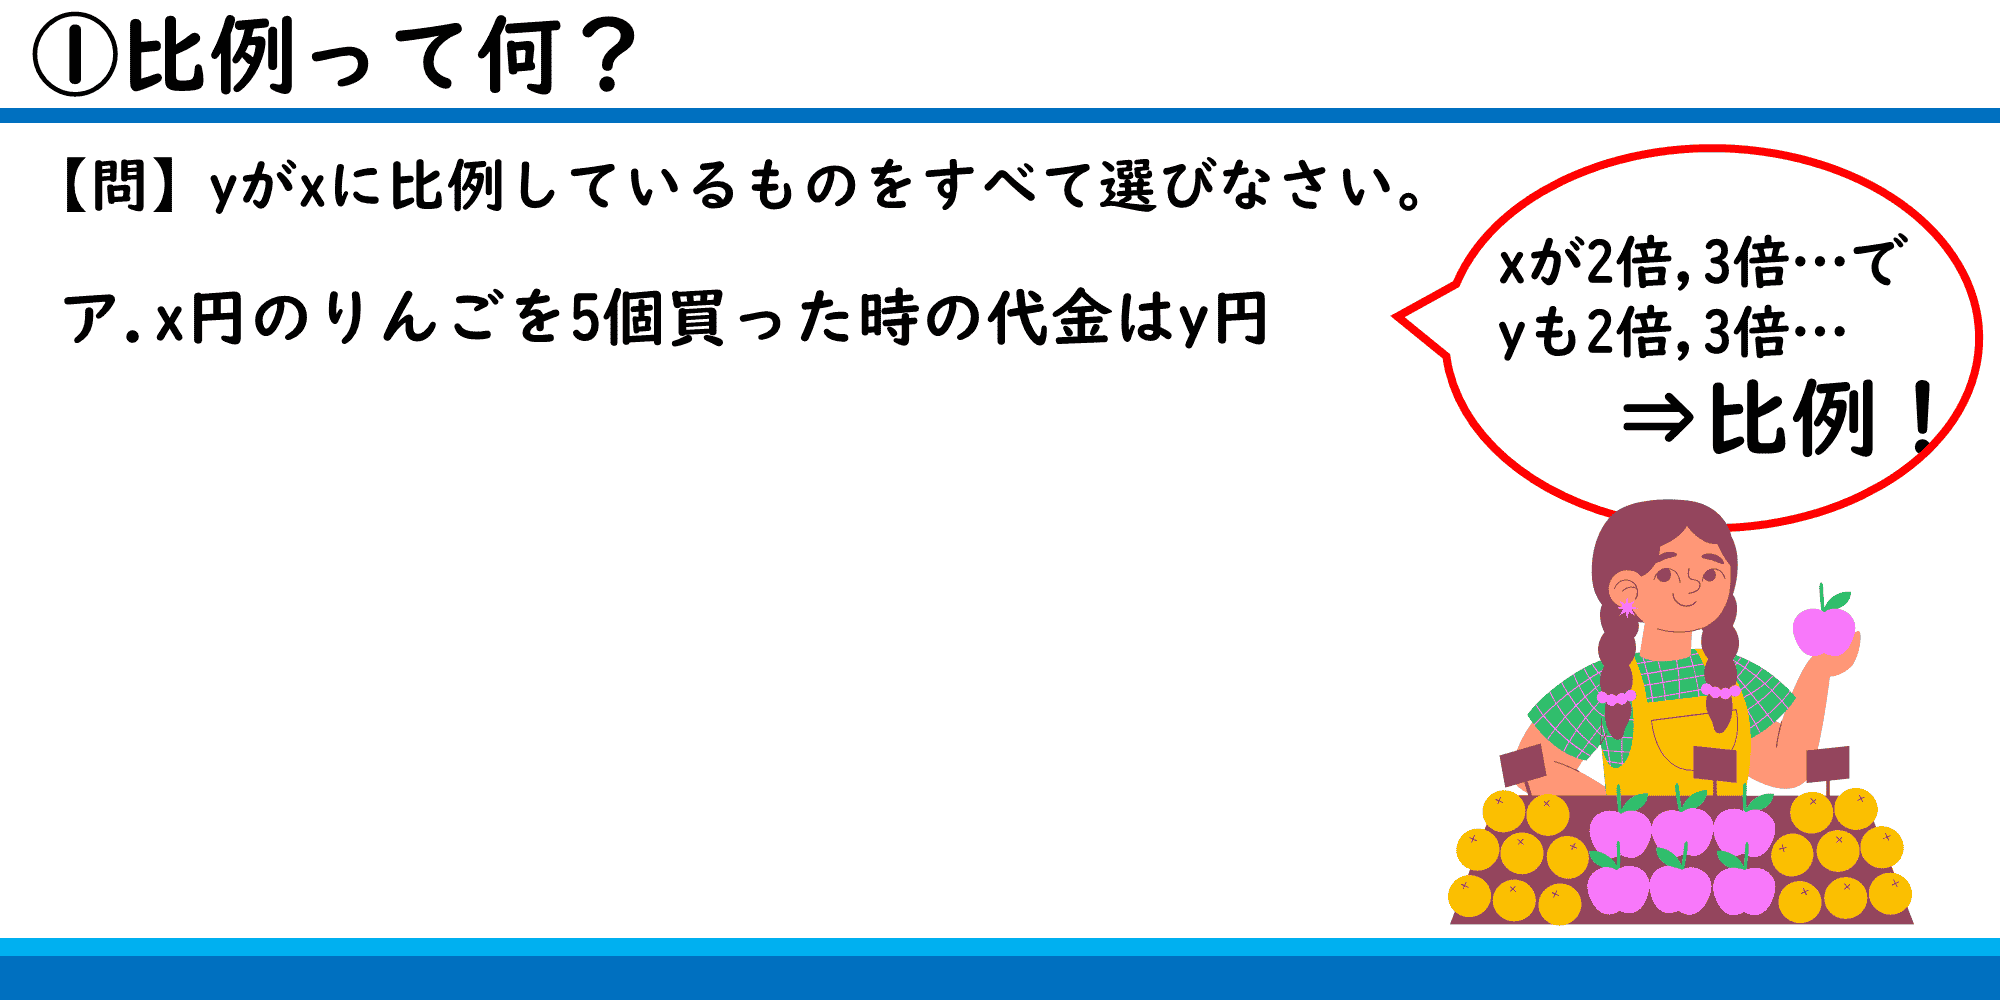 ①比例って何？
【問】yがxに比例しているものをすべて選びなさい。
ア.x円のりんごを5個買った時の代金はy円
xが2倍,3倍…で
yも2倍,3倍…
⇒比例！